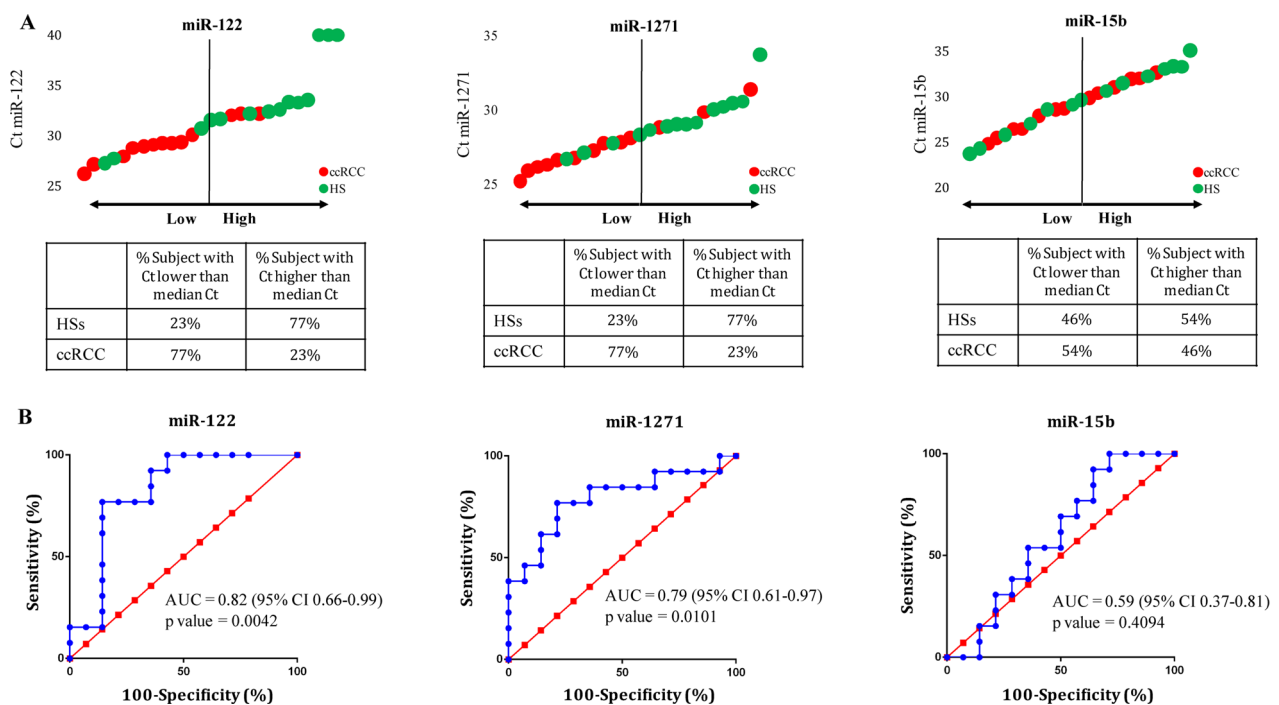 A
miR-122
miR-1271
miR-15b
Ct miR-122
40
35
30
25
ccRCC
HS
Low High
Ct miR-1271
35
30
25
ccRCC
HS
Low High
Ct miR-15b
35
30
25
20
ccRCC
HS
Low High
% Subject with
Ct lower than
median Ct
% Subject with
Ct higher than
median Ct
HSs 23% 77%
ccRCC 77% 23%
% Subject with
Ct lower than
median Ct
% Subject with
Ct higher than
median Ct
HSs 23% 77%
ccRCC 77% 23%
% Subject with
Ct lower than
median Ct
% Subject with
Ct higher than
median Ct
HSs 46% 54%
ccRCC 54% 46%
B
miR-122
Sensitivity (%)
100
50
0
AUC = 0.82 (95% CI 0.66-0.99)
p value = 0.0042
0 50 100
100-Specificity (%)
miR-1271
Sensitivity (%)
100
50
0
AUC = 0.79 (95% CI 0.61-0.97)
p value = 0.0101
0 50 100
100-Specificity (%)
miR-15b
Sensitivity (%)
100
50
0
AUC = 0.59 (95% CI 0.37-0.81)
p value = 0.4094
0 50 100
100-Specificity (%)